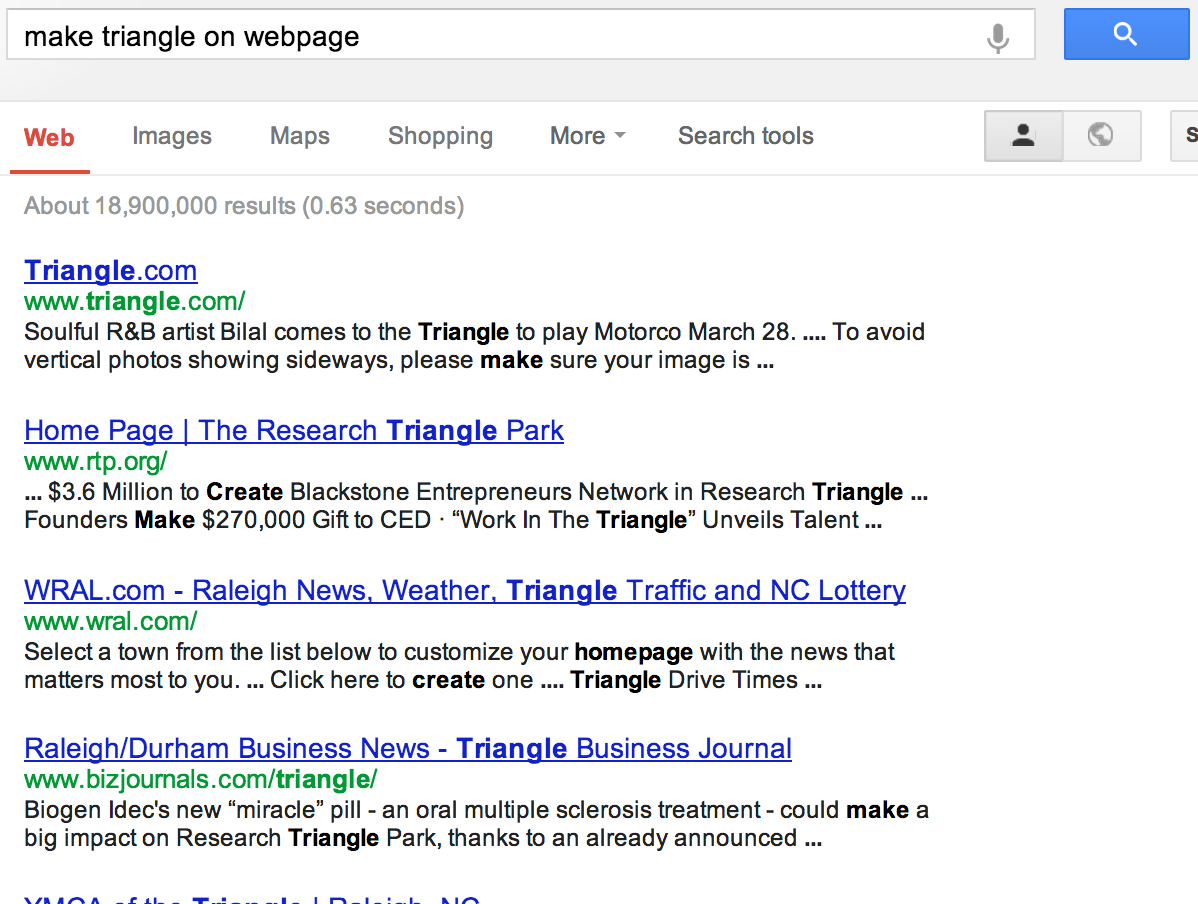 make triangle on webpage
Web Images Maps Shopping More Search tools S
About 18,900,000 results (0.63 seconds)
Triangle.com
www.triangle.com/
Soulful R&B artist Bilal comes to the Triangle to play Motorco March 28. .... To avoid
vertical photos showing sideways, please make sure your image is ...
Home Page | The Research Triangle Park
www.rtp.org/
... $3.6 Million to Create Blackstone Entrepreneurs Network in Research Triangle ...
Founders Make $270,000 Gift to CED · “Work In The Triangle” Unveils Talent ...
WRAL.com - Raleigh News, Weather, Triangle Traffic and NC Lottery
www.wral.com/
Select a town from the list below to customize your homepage with the news that
matters most to you. ... Click here to create one .... Triangle Drive Times ...
Raleigh/Durham Business News - Triangle Business Journal
www.bizjournals.com/triangle/
Biogen Idec's new “miracle” pill - an oral multiple sclerosis treatment - could make a
big impact on Research Triangle Park, thanks to an already announced ...
YMCA of the Triangle | Raleigh, NC